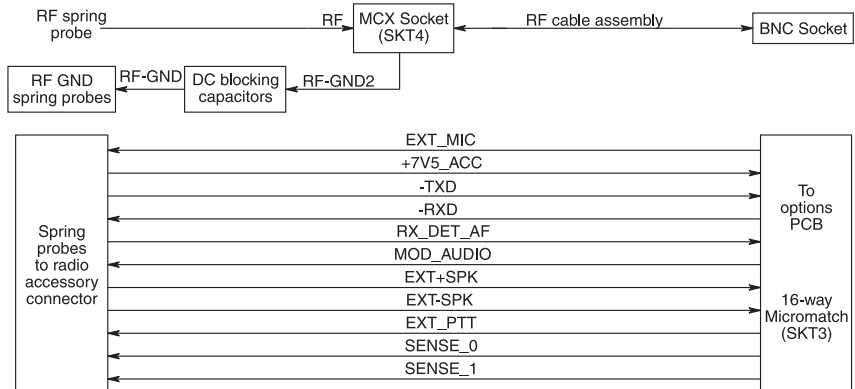 RF spring
probe
RF
MCX Socket
(SKT4)
RF cable assembly
BNC Socket
RF GND
spring probes
RF-GND
DC blocking
capacitors
RF-GND2
EXT_MIC
+7V5_ACC
-TXD
-RXD
RX_DET_AF
MOD_AUDIO
EXT+SPK
EXT-SPK
EXT_PTT
SENSE_0
SENSE_1
Spring
probes
to radio
accessory
connector
To
options
PCB
16-way
Micromatch
(SKT3)